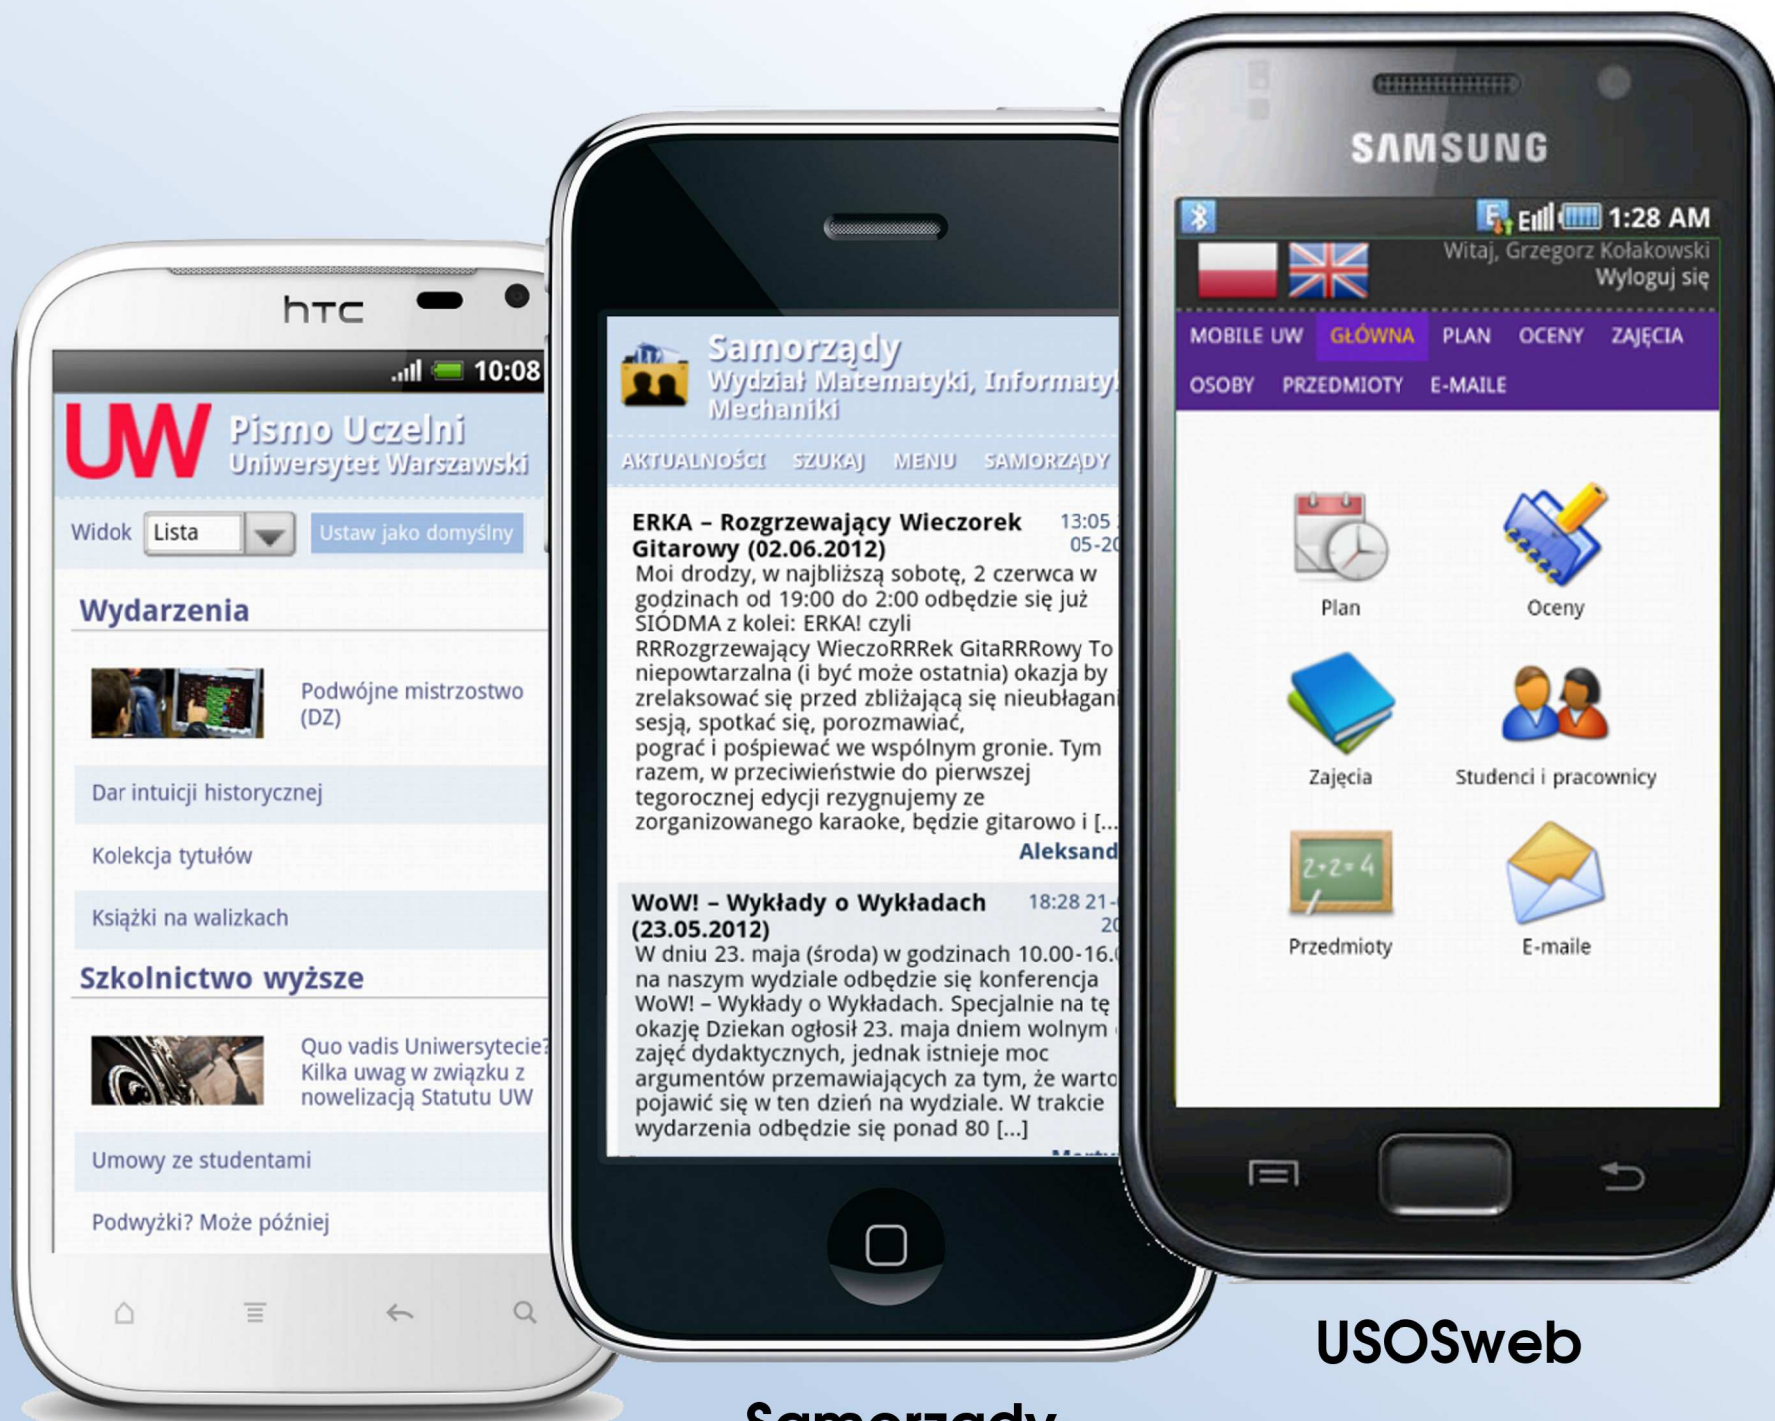 hTC
10:08
UW
Pismo Uczelni
Uniwersytet Warszawski
Widok Lista Ustaw jako domyślny
Wydarzenia
Podwójne mistrzostwo
(DZ)
Dar intuicji historycznej
Kolekcja tytułów
Książki na walizkach
Szkolnictwo wyższe
Quo vadis Uniwersytecie?
Kilka uwag w związku z
nowelizacją Statutu UW
Umowy ze studentami
Podwyżki? Może później
Samorządy
Wydział Matematyki,
Mechaniki
AKTUALNOŚCI SZUKAJ MENU SAMORZĄDY
ERKA – Rozgrzewający Wieczorek 13:05
Gitarowy (02.06.2012)
Moi drodzy, w najbliższą sobotę, 2 czerwca w
godzinach od 19:00 do 2:00 odbędzie się już
SIÓDMA z kolei: ERKA! czyli
RRRozgrzewający WieczoRRRek GitaRRRowy To
niepowtarzalna (i być może ostatnia) okazja by
zrelaksować się przed zbliżającą się
sesją, spotkać się, porozmawiać,
pograć i pośpiewać we wspólnym gronie. Tym
razem, w przeciwieństwie do pierwszej
tegorocznej edycji rezygnujemy ze
zorganizowanego karaoke, będzie gitarowo i [...
WoW! – Wykłady o Wykładach 18:28
(23.05.2012)
W dniu 23. maja (środa) w godzinach
na naszym wydziale odbędzie się konferencja
WoW! – Wykłady o Wykładach. Specjalnie na tę
okazję Dziekan ogłosił 23. maja dniem wolnym
zajęć dydaktycznych, jednak istnieje moc
argumentów przemawiających za tym, że warto
pojawić się w ten dzień na wydziale. W trakcie
wydarzenia odbędzie się ponad 80 [...]
Samorządy
SAMSUNG
E 1:28 AM
Witaj, Grzegorz Kołakowski
Wyloguj się
MOBILE UW GŁÓWNA PLAN OCENY ZAJĘCIA
OSOBY PRZEDMIOTY E-MAILE
Plan Oceny
Zajęcia Studenci i pracownicy
2+2=4
Przedmioty E-maile
USOSweb